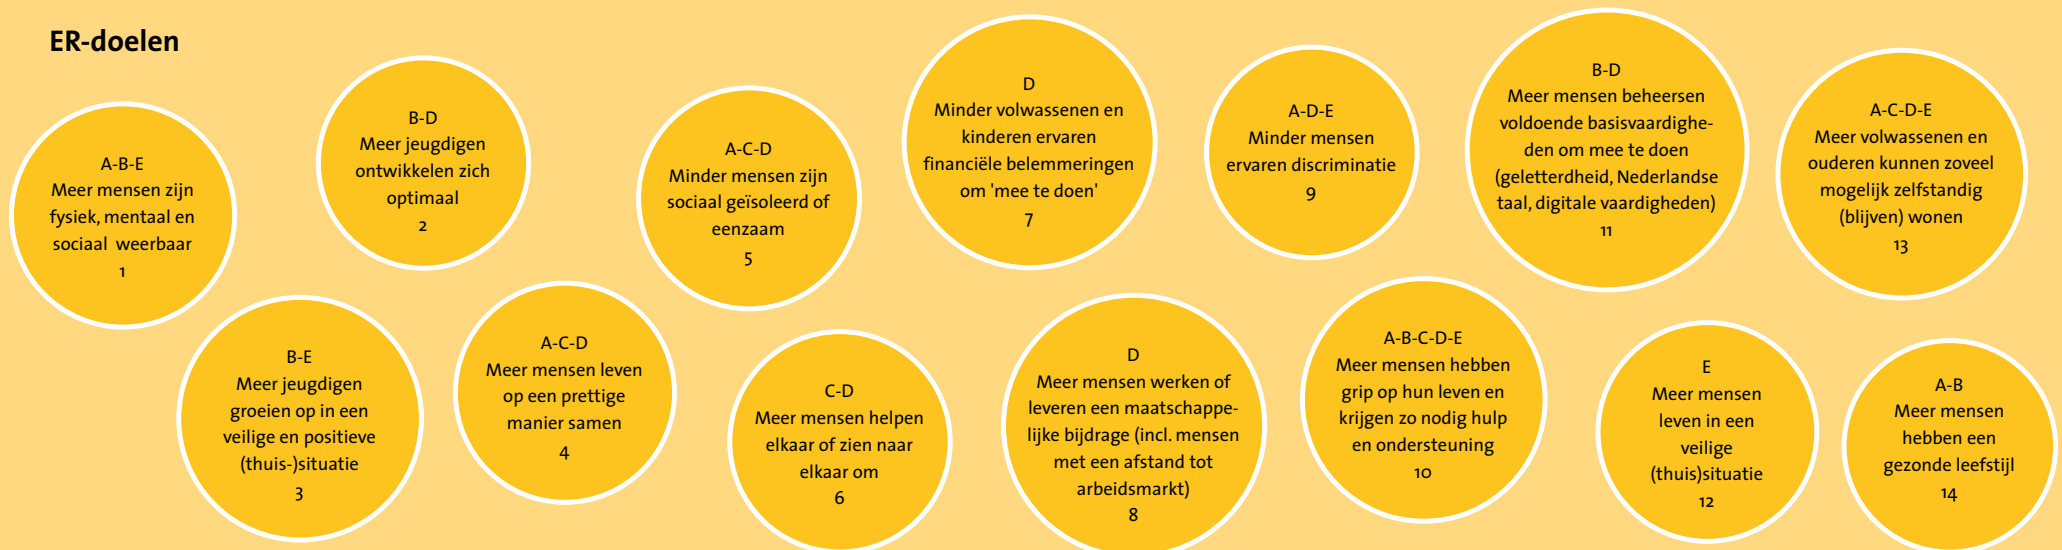 ER-doelen
A-B-E
Meer mensen zijn
fysiek, mentaal en
sociaal weerbaar
1
B-D
Meer jeugdigen
ontwikkelen zich
optimaal
2
B-E
Meer jeugdigen
groeien op in een
veilige en positieve
(thuis-)situatie
3
A-C-D
Meer mensen leven
op een prettige
manier samen
4
A-C-D
Minder mensen zijn
sociaal geïsoleerd of
eenzaam
5
C-D
Meer mensen helpen
elkaar of zien naar
elkaar om
6
D
Minder volwassenen en
kinderen ervaren
financiële belemmeringen
om 'mee te doen'
7
D
Meer mensen werken of
leveren een maatschappe-
lijke bijdrage (incl. mensen
met een afstand tot
arbeidsmarkt)
8
A-D-E
Minder mensen
ervaren discriminatie
9
A-B-C-D-E
Meer mensen hebben
grip op hun leven en
krijgen zo nodig hulp
en ondersteuning
10
B-D
Meer mensen beheersen
voldoende basisvaardighe-
den om mee te doen
(geletterdheid, Nederlandse
taal, digitale vaardigheden)
11
E
Meer mensen
leven in een
veilige
(thuis)situatie
12
A-C-D-E
Meer volwassenen en
ouderen kunnen zoveel
mogelijk zelfstandig
(blijven) wonen
13
A-B
Meer mensen
hebben een
gezonde leefstijl
14